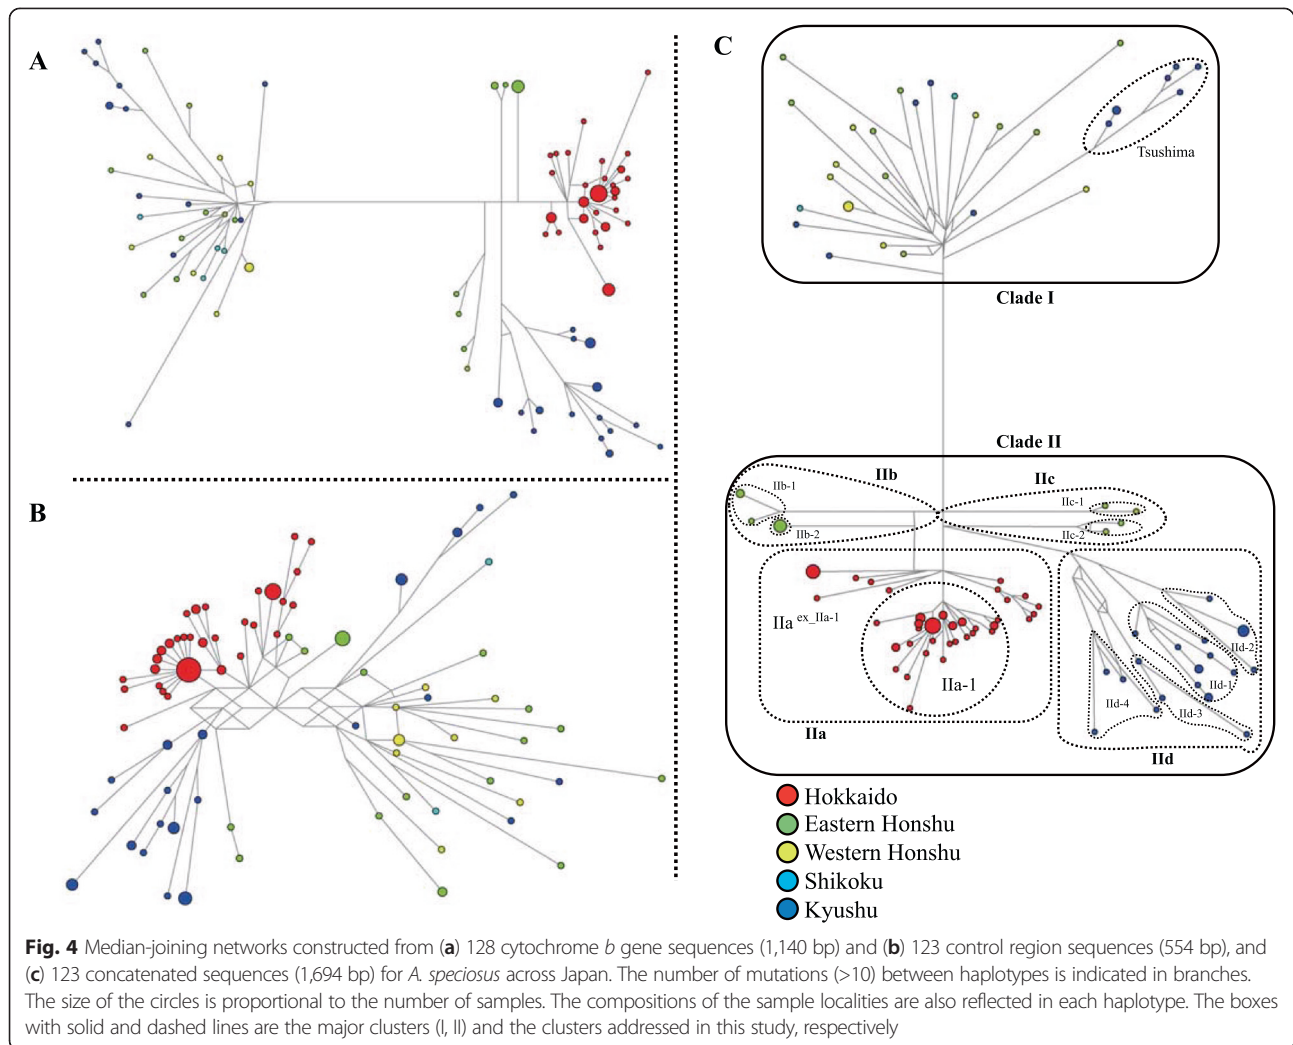 A
B
C
Tsushima
Clade I
Clade II
IIb
IIc
IIb-1
IIb-2
IIc-1
IIc-2
IIa ex_IIa-1
IIa-1
IIa
IId-2
IId-1
IId-3
IId-4
IId
Hokkaido
Eastern Honshu
Western Honshu
Shikoku
Kyushu
Fig. 4 Median-joining networks constructed from (a) 128 cytochrome b gene sequences (1,140 bp) and (b) 123 control region sequences (554 bp), and
(c) 123 concatenated sequences (1,694 bp) for A. speciosus across Japan. The number of mutations (>10) between haplotypes is indicated in branches.
The size of the circles is proportional to the number of samples. The compositions of the sample localities are also reflected in each haplotype. The boxes
with solid and dashed lines are the major clusters (I, II) and the clusters addressed in this study, respectively